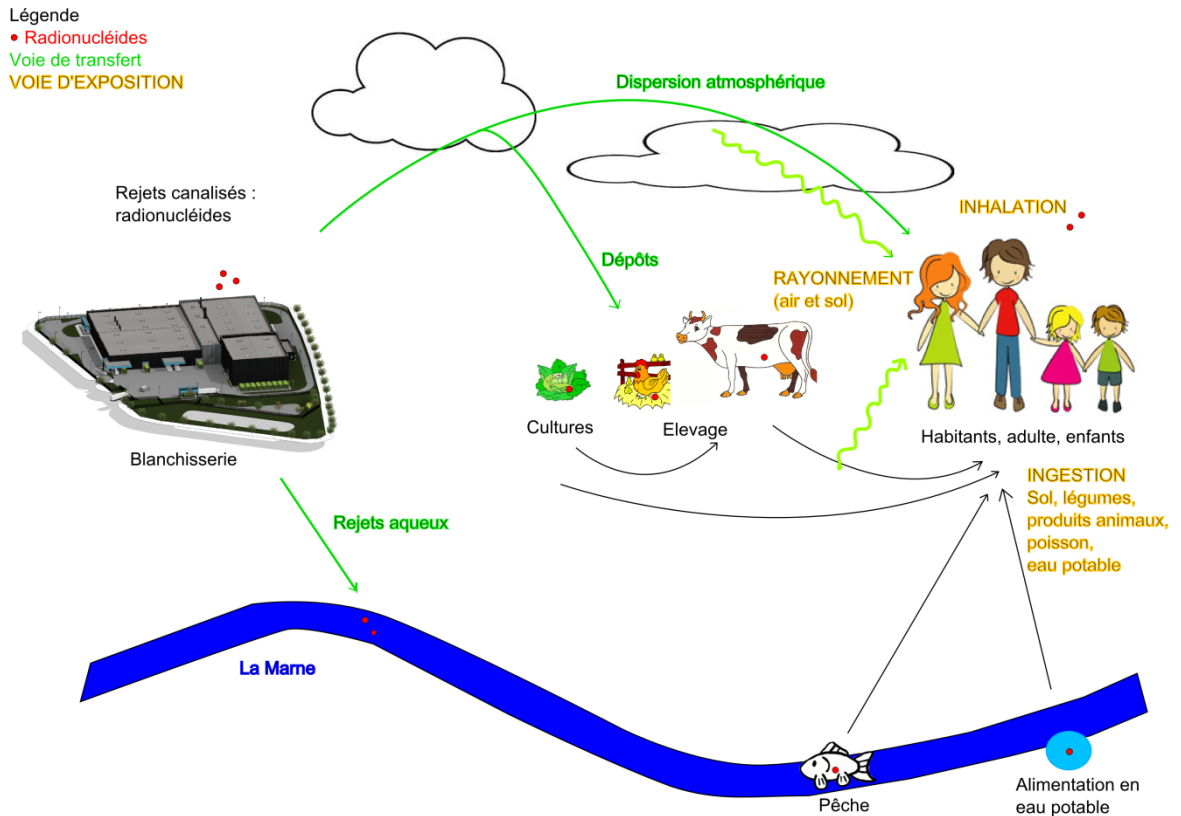 Légende
Radionucléides
Voie de transfert
VOIE D'EXPOSITION
Dispersion atmosphérique
Rejets canalisés :
radionucléides
INHALATION
Dépôts
RAYONNEMENT
(air et sol)
Cultures
Elevage
Habitants, adulte, enfants
Blanchisserie
INGESTION
Sol, légumes,
produits animaux,
poisson,
eau potable
Rejets aqueux
La Marne
Pêche
Alimentation en
eau potable